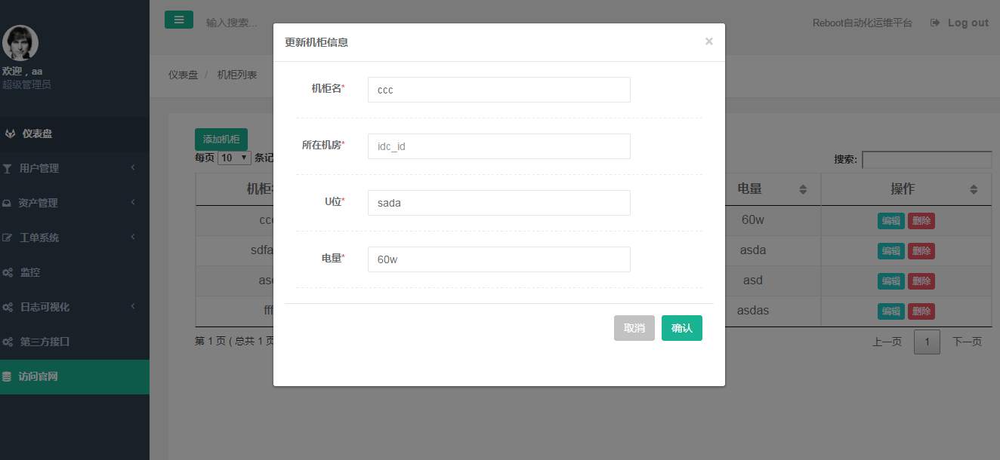 欢迎，aa
超级管理员
仪表盘
用户管理
资产管理
工单系统
监控
日志可视化
第三方接口
访问官网
输入搜索...
Reboot自动化运维平台 Log out
仪表盘 / 机柜列表
添加机柜
每页 10 条记
搜索:
电量 操作
ccc 60w 编辑 删除
sdfa asda 编辑 删除
asd 编辑 删除
fff asdas 编辑 删除
第 1 页 ( 总共 1 页
上一页 1 下一页
更新机柜信息 ×
机柜名* ccc
所在机房* idc_id
U位* sada
电量* 60w
取消 确认